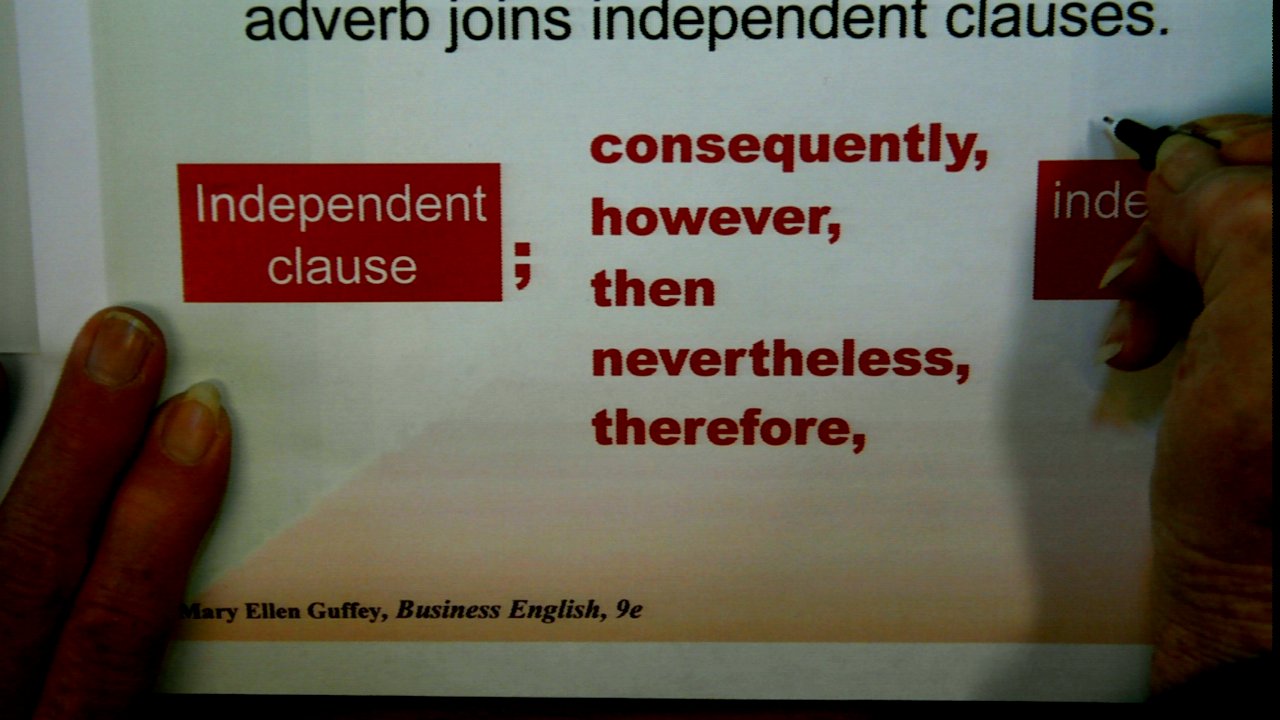 adverb joins independent clauses.
Independent
clause
;
consequently,
however,
then
nevertheless,
therefore,
inde
Mary Ellen Guffey, Business English, 9e